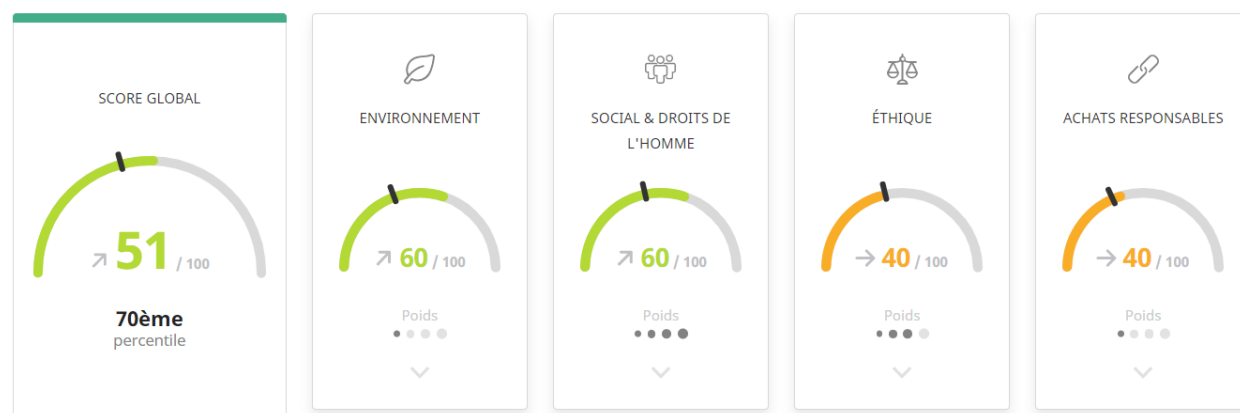 SCORE GLOBAL
51 / 100
70ème
percentile
ENVIRONNEMENT
60 / 100
Poids
SOCIAL & DROITS DE
L'HOMME
60 / 100
Poids
ÉTHIQUE
40 / 100
Poids
ACHATS RESPONSABLES
40 / 100
Poids